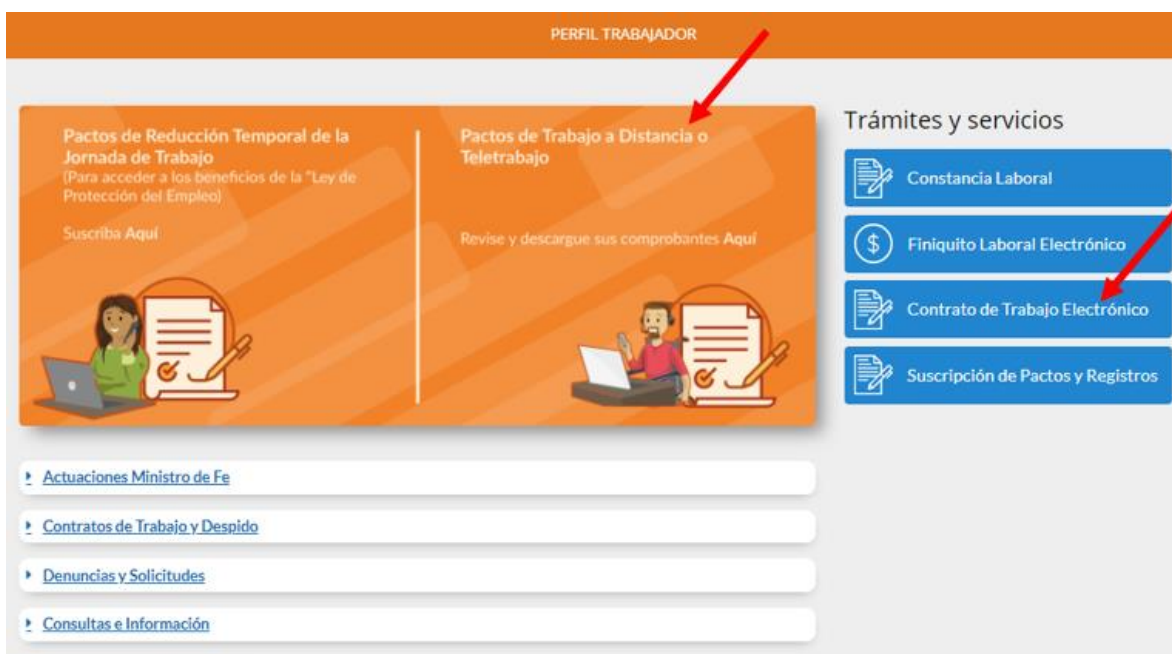 PERFIL TRABAJADOR
Pactos de Reducción Temporal de la
Jornada de Trabajo
(Para acceder a los beneficios de la "Ley de
Protección del Empleo)
Suscriba Aquí
Pactos de Trabajo a Distancia o
Teletrabajo
Revise y descargue sus comprobantes Aquí
Trámites y servicios
Constancia Laboral
$
Finiquito Laboral Electrónico
Contrato de Trabajo Electrónico
Suscripción de Pactos y Registros
Actuaciones Ministro de Fe
Contratos de Trabajo y Despido
Denuncias y Solicitudes
Consultas e Información